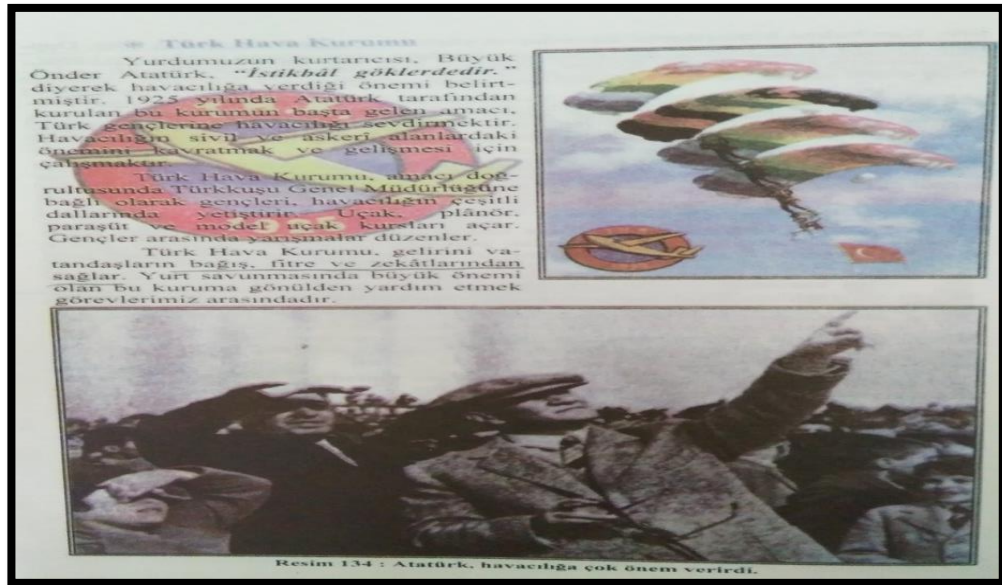 Türk Hava Kurumu
Yurdumuzun kurtarıcısı, Büyük
Önder Atatürk, "İstikbâl göklerdedir."
diyerek havacılığa verdiği önemi belirt-
miştir. 1925 yılında Atatürk tarafından
kurulan bu kurumun başta gelen amacı,
Türk gençlerine havacılığı sevdirmektir.
Havacılığın sivil ve askerî alanlardaki
önemini kavratmak ve gelişmesi için
çalışmaktır.
Türk Hava Kurumu, amacı doğ-
rultusunda Türkkuşu Genel Müdürlüğüne
bağlı olarak gençleri, havacılığın çeşitli
dallarında yetiştirir. Uçak, plânör,
paraşüt ve model uçak kursları açar.
Gençler arasında yarışmalar düzenler.
Türk Hava Kurumu, gelirini va-
tandaşların bağış, fitre ve zekâtlarından
sağlar. Yurt savunmasında büyük önemi
olan bu kuruma gönülden yardım etmek
görevlerimiz arasındadır.
Resim 134 : Atatürk, havacılığa çok önem verirdi.